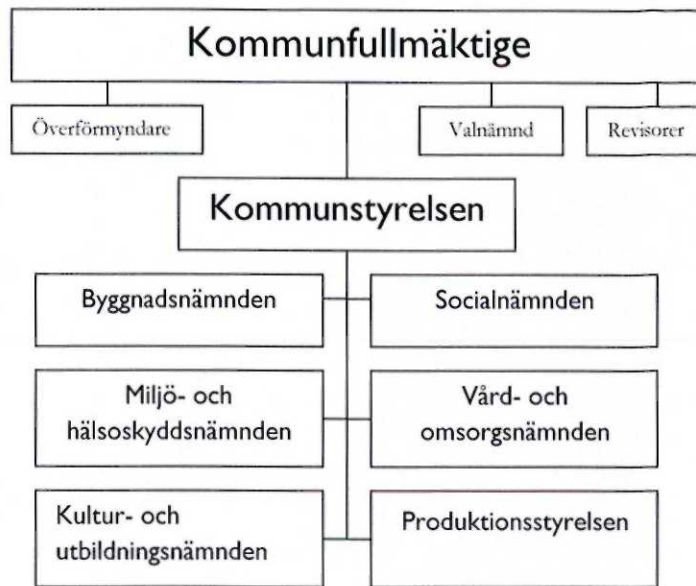 Kommunfullmäktige
Överförmyndare
Valnämnd
Revisorer
Kommunstyrelsen
Byggnadsnämnden
Socialnämnden
Miljö- och
hälsoskyddsnämnden
Vård- och
omsorgsnämnden
Kultur- och
utbildningsnämnden
Produktionsstyrelsen